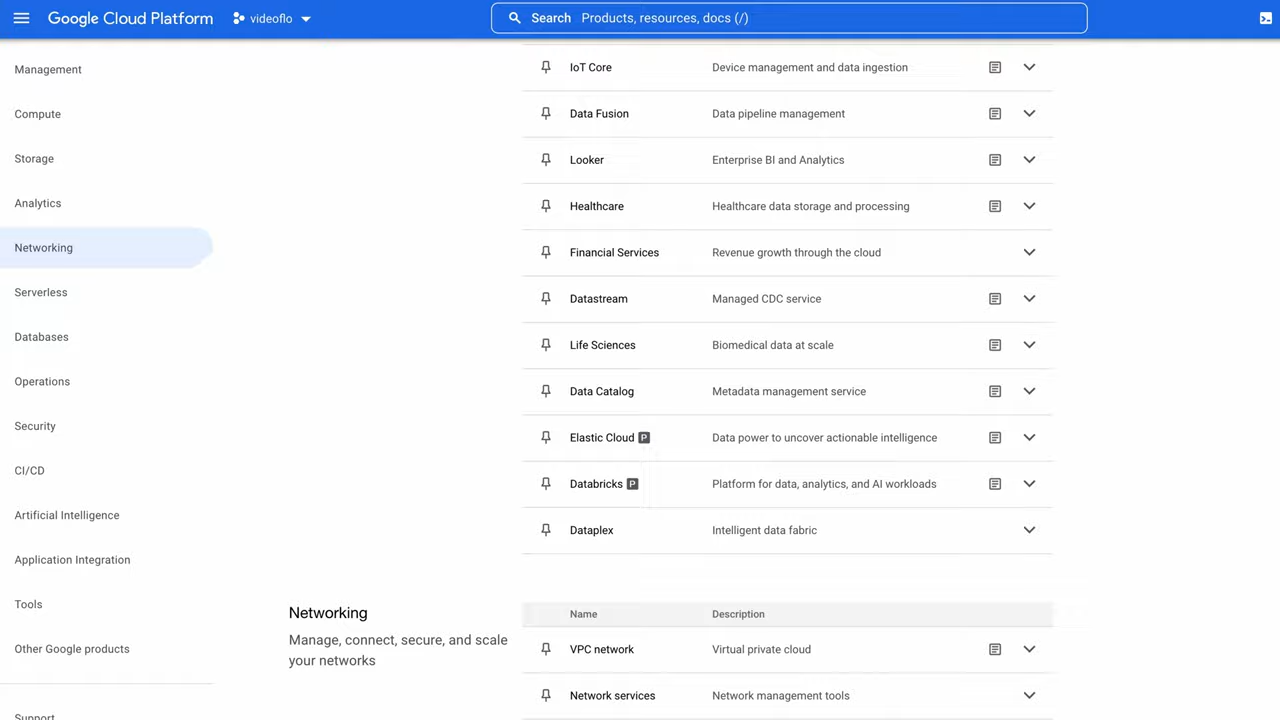 Google Cloud Platform
videoflo
Search Products, resources, docs (/)
Management
Compute
Storage
Analytics
Networking
Serverless
Databases
Operations
Security
CI/CD
Artificial Intelligence
Application Integration
Tools
Other Google products
Support
IoT Core Device management and data ingestion
Data Fusion Data pipeline management
Looker Enterprise BI and Analytics
Healthcare Healthcare data storage and processing
Financial Services Revenue growth through the cloud
Datastream Managed CDC service
Life Sciences Biomedical data at scale
Data Catalog Metadata management service
Elastic Cloud P Data power to uncover actionable intelligence
Databricks P Platform for data, analytics, and AI workloads
Dataplex Intelligent data fabric
Networking
Manage, connect, secure, and scale
your networks
Name Description
VPC network Virtual private cloud
Network services Network management tools